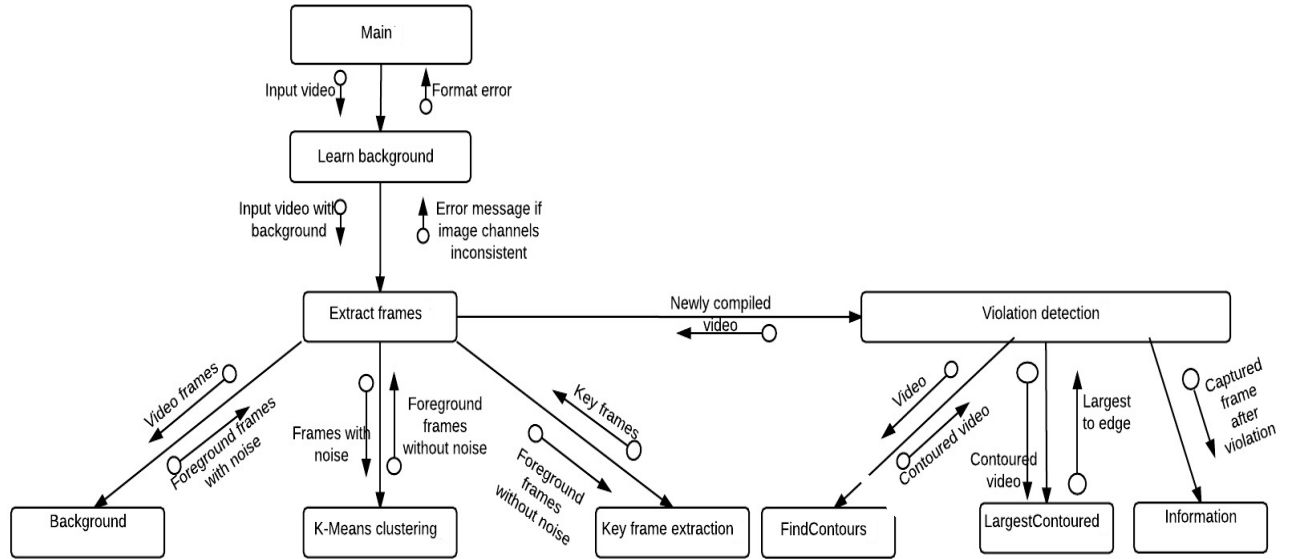 Main
Input video
Format error
Learn background
Input video with
background
Error message if
image channels
inconsistent
Extract frames
Newly compiled
video
Violation detection
Video frames
Foreground frames
with noise
Frames with
noise
Foreground
frames
without noise
Key frames
Foreground
frames
without noise
Video
Contoured video
Contoured
video
Largest
to edge
Captured
frame
after
violation
Background
K-Means clustering
Key frame extraction
FindContours
LargestContoured
Information